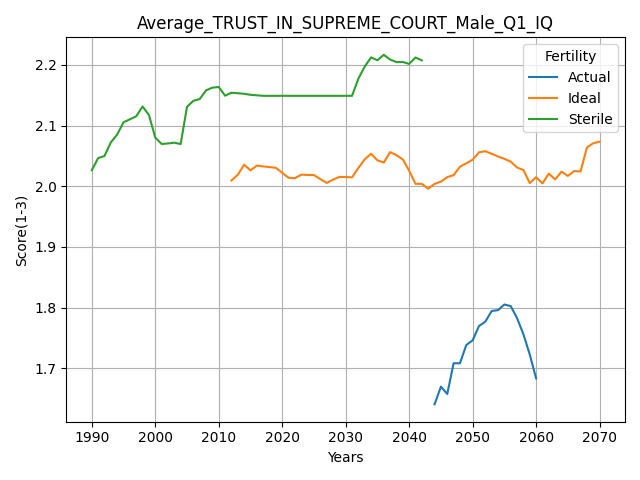 Average_TRUST_IN_SUPREME_COURT_Male_Q1_IQ
Fertility
Actual
Ideal
Sterile
Score(1-3)
2.2
2.1
2.0
1.9
1.8
1.7
1990 2000 2010 2020 2030 2040 2050 2060 2070
Years